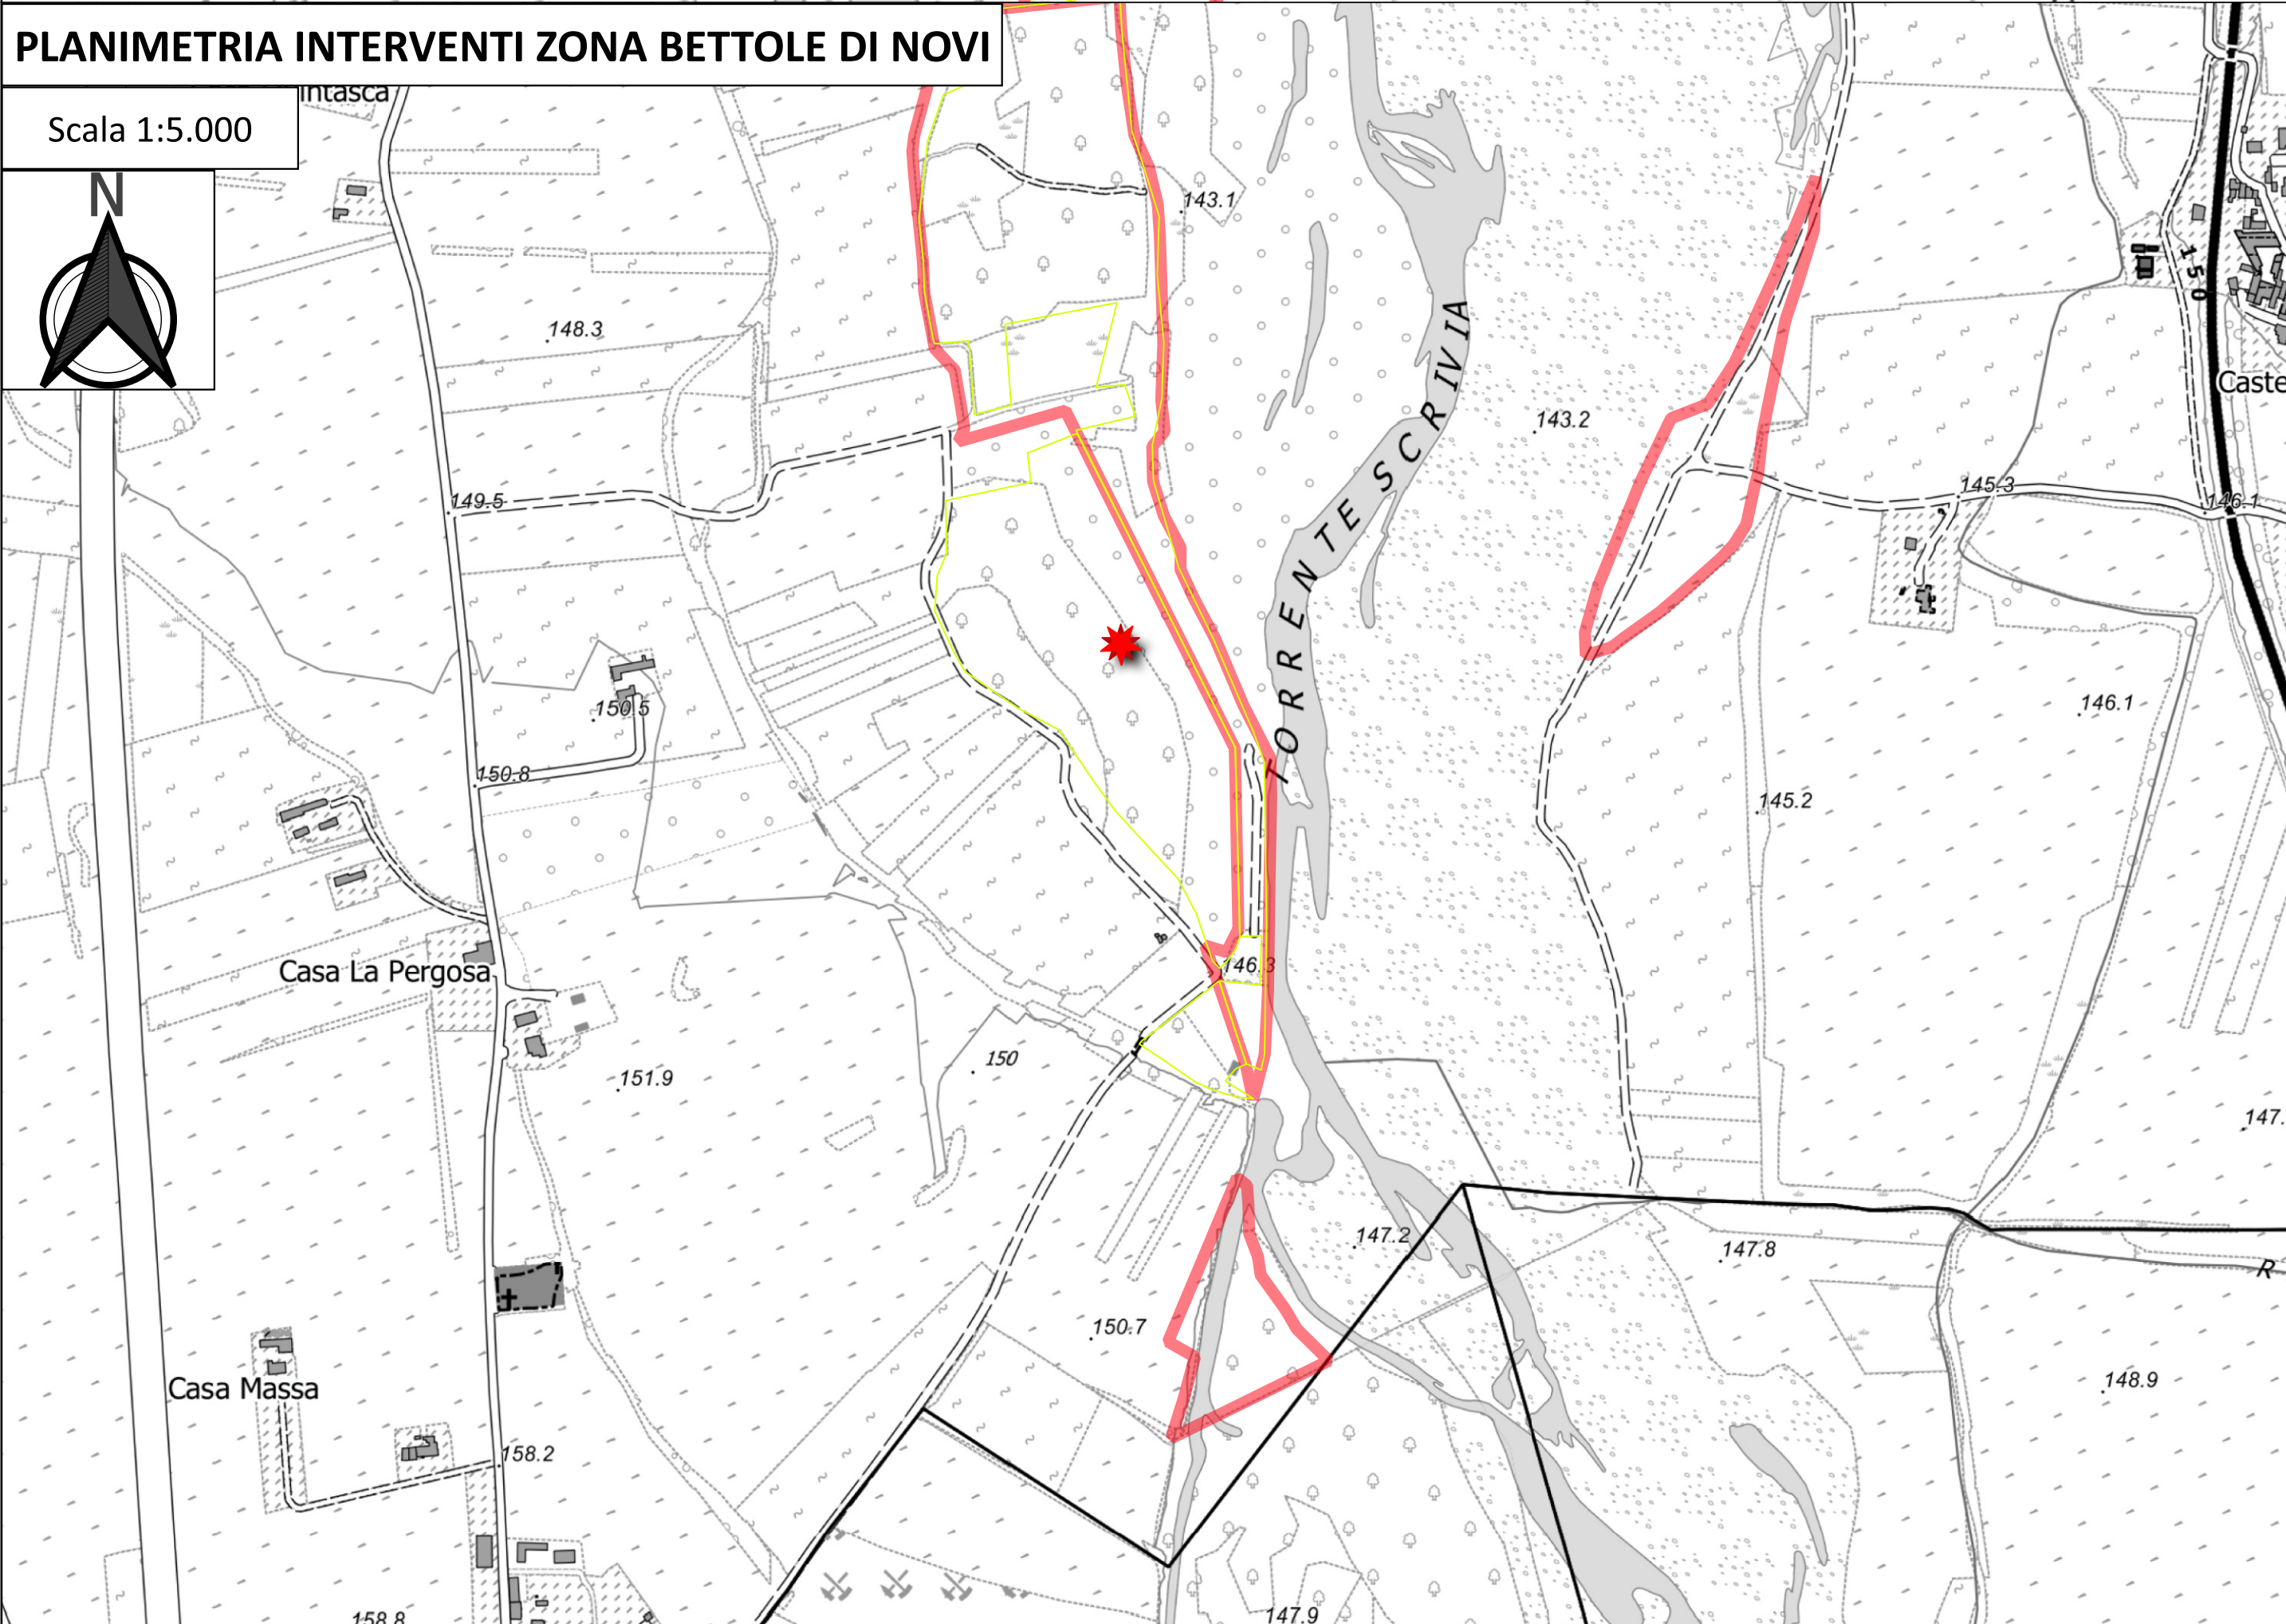 PLANIMETRIA INTERVENTI ZONA BETTOLE DI NOVI
Scala 1:5.000
N
143.1
150
148.3
TORRENTE SCRIVIA
Caste
143.2
149.5
145.3
146.1
150.5
146.1
150.8
145.2
Casa La Pergosa
146.3
150
151.9
147.
147.2
147.8
R
150.7
Casa Massa
148.9
158.2
147.9
158.8